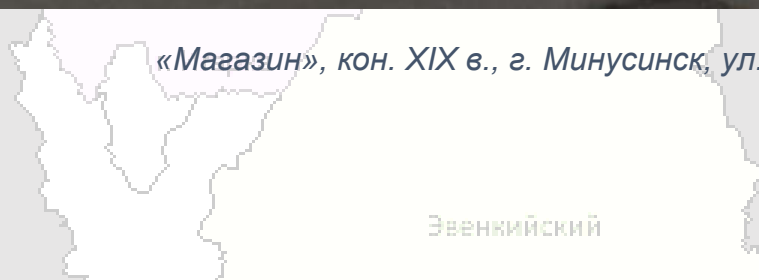 «Магазин», кон. XIX в., г. Минусинск, ул.
Эвенкийский